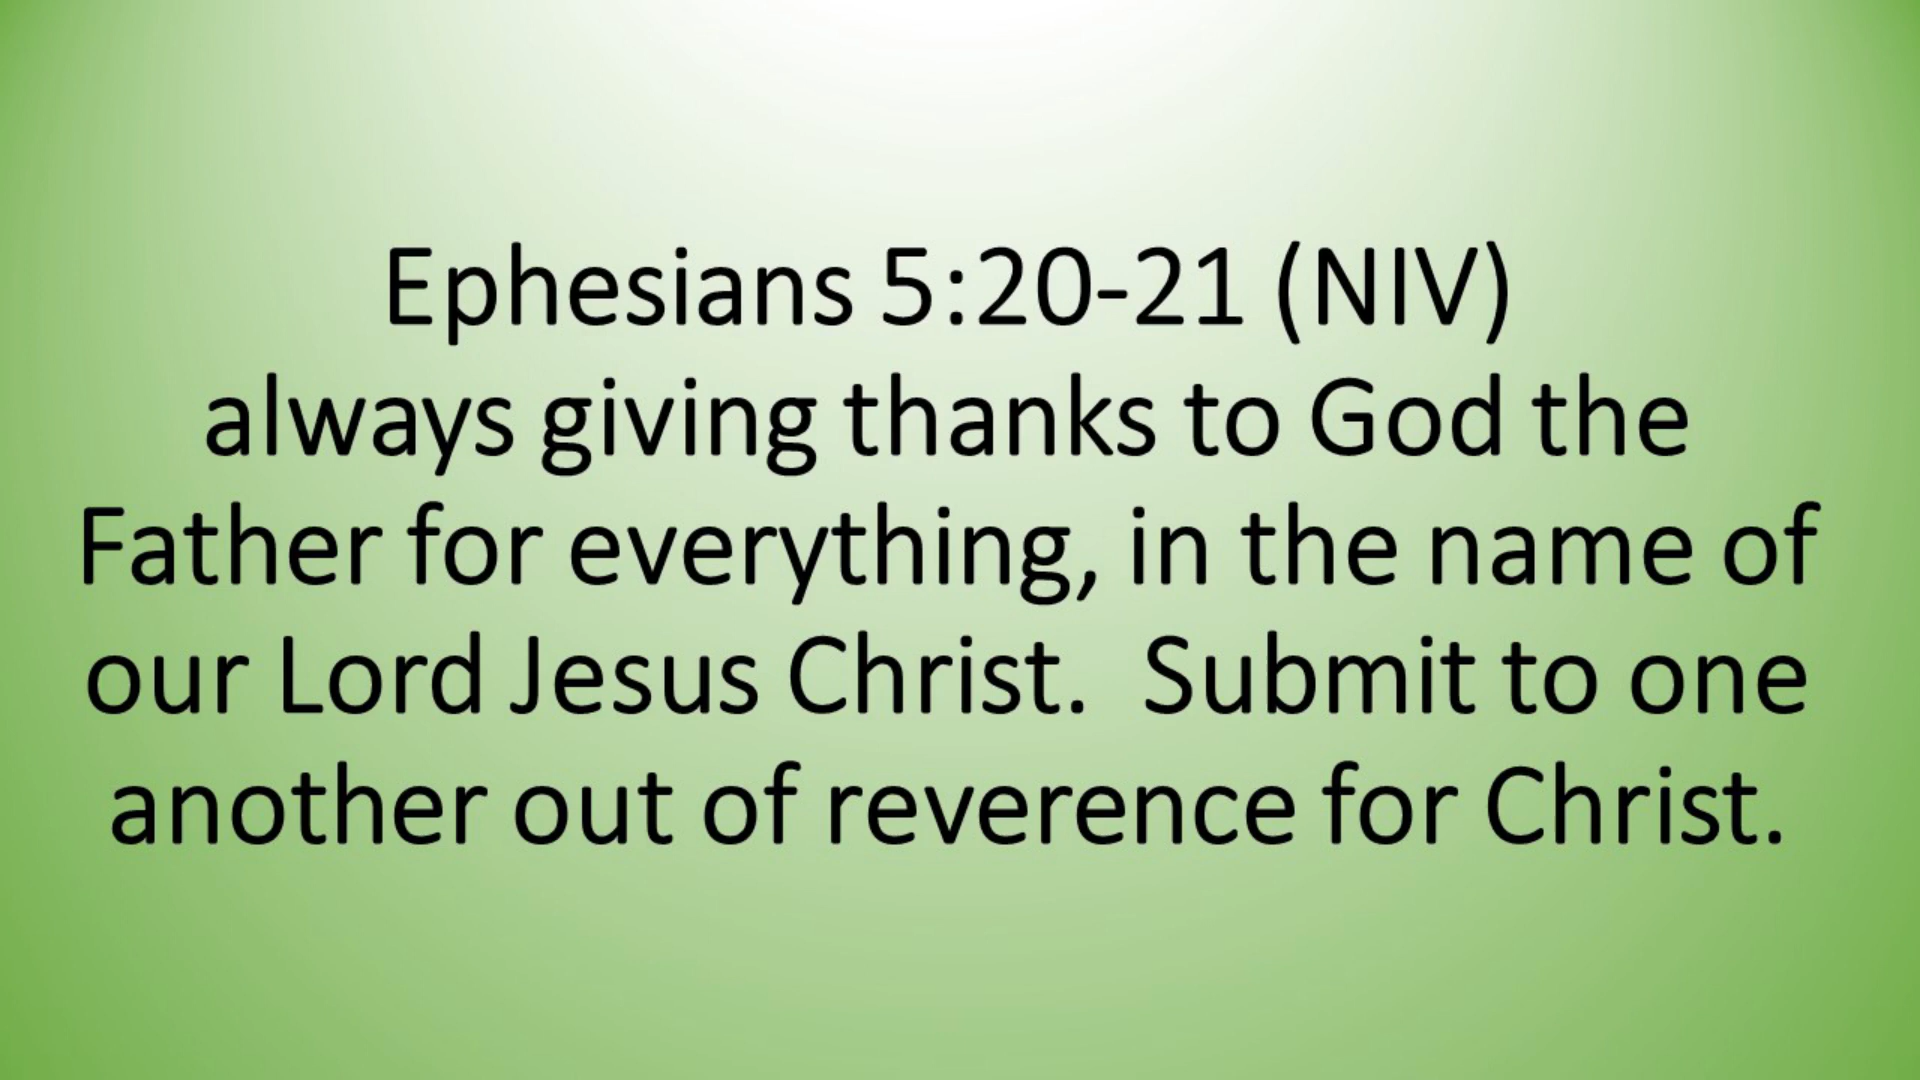 Ephesians 5:20-21 (NIV)
always giving thanks to God the
Father for everything, in the name of
our Lord Jesus Christ.  Submit to one
another out of reverence for Christ.